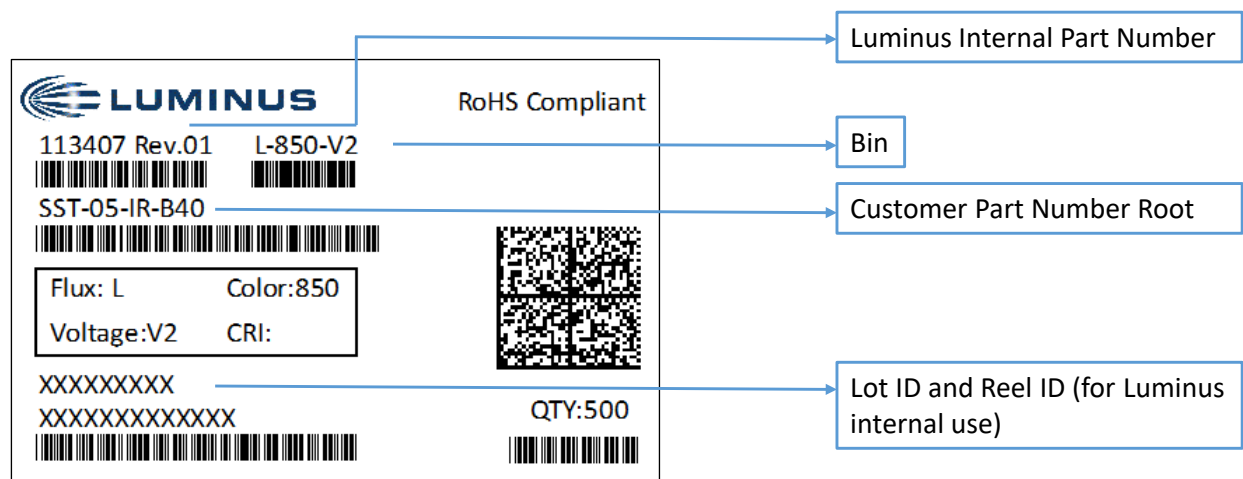 Luminus Internal Part Number
LUMINUS
RoHS Compliant
113407 Rev.01 L-850-V2
Bin
SST-05-IR-B40
Customer Part Number Root
Flux: L Color:850
Voltage:V2 CRI:
XXXXXXXXX
XXXXXXXXXXXXX
QTY:500
Lot ID and Reel ID (for Luminus
internal use)